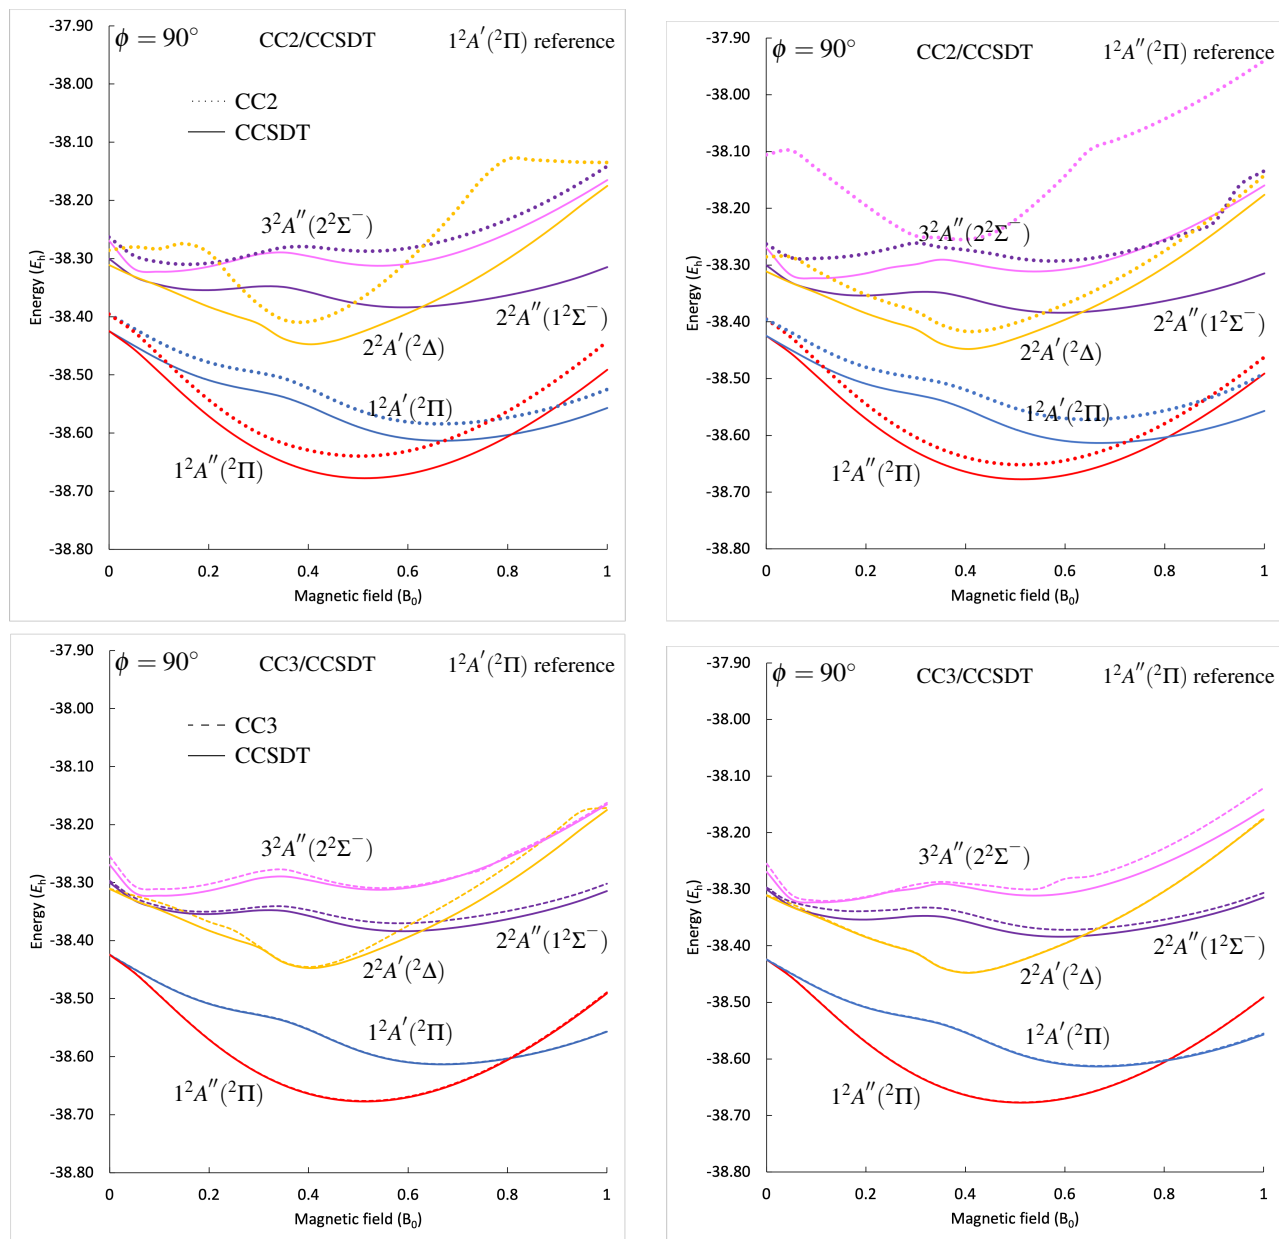 ϕ = 90° CC2/CCSDT 1²A′(²Π) reference
CC2
CCSDT
-37.90
-38.00
-38.10
-38.20
-38.30
-38.40
-38.50
-38.60
-38.70
-38.80
Energy (Eₕ)
3²A″(2²Σ⁻)
2²A″(1²Σ⁻)
2²A′(²Δ)
1²A′(²Π)
1²A″(²Π)
0 0.2 0.4 0.6 0.8 1
Magnetic field (B₀)
ϕ = 90° CC2/CCSDT 1²A″(²Π) reference
-37.90
-38.00
-38.10
-38.20
-38.30
-38.40
-38.50
-38.60
-38.70
-38.80
Energy (Eₕ)
3²A″(2²Σ⁻)
2²A″(1²Σ⁻)
2²A′(²Δ)
1²A′(²Π)
1²A″(²Π)
0 0.2 0.4 0.6 0.8 1
Magnetic field (B₀)
ϕ = 90° CC3/CCSDT 1²A′(²Π) reference
CC3
CCSDT
-37.90
-38.00
-38.10
-38.20
-38.30
-38.40
-38.50
-38.60
-38.70
-38.80
Energy (Eₕ)
3²A″(2²Σ⁻)
2²A″(1²Σ⁻)
2²A′(²Δ)
1²A′(²Π)
1²A″(²Π)
0 0.2 0.4 0.6 0.8 1
Magnetic field (B₀)
ϕ = 90° CC3/CCSDT 1²A″(²Π) reference
-37.90
-38.00
-38.10
-38.20
-38.30
-38.40
-38.50
-38.60
-38.70
-38.80
Energy (Eₕ)
3²A″(2²Σ⁻)
2²A″(1²Σ⁻)
2²A′(²Δ)
1²A′(²Π)
1²A″(²Π)
0 0.2 0.4 0.6 0.8 1
Magnetic field (B₀)